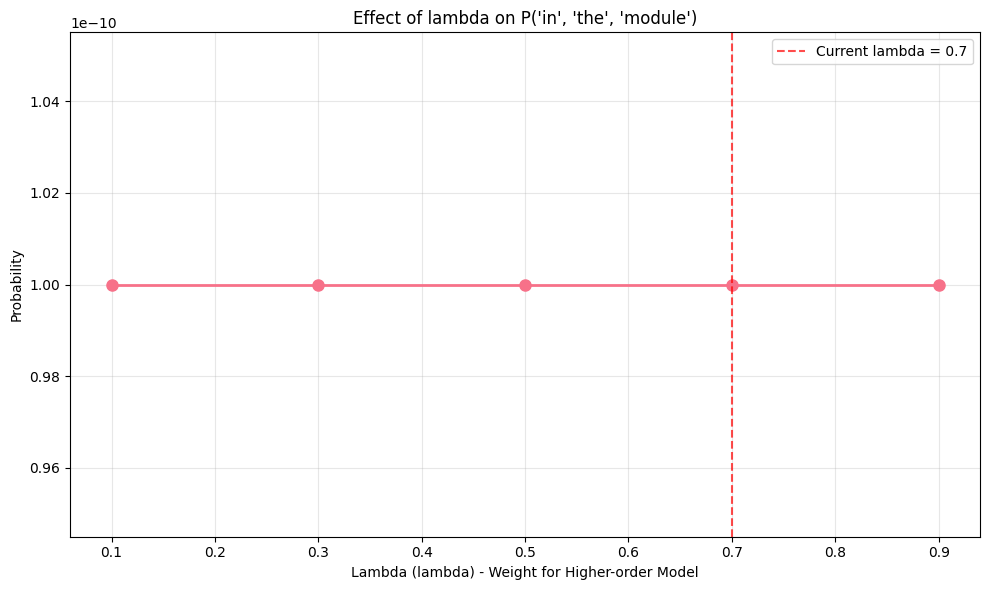 Effect of lambda on P('in', 'the', 'module')
1e−10
Current lambda = 0.7
1.04
1.02
1.00
0.98
0.96
Probability
0.1 0.2 0.3 0.4 0.5 0.6 0.7 0.8 0.9
Lambda (lambda) - Weight for Higher-order Model